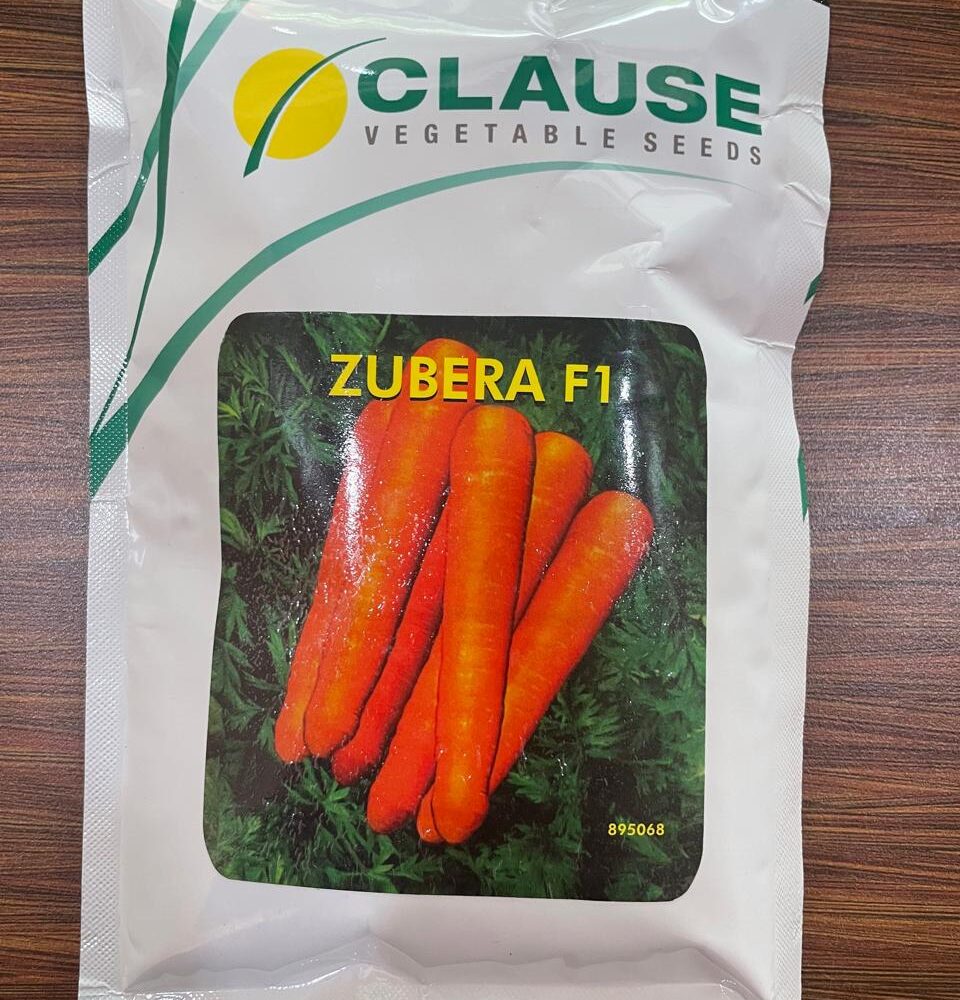 CLAUSE
VEGETABLE SEEDS
ZUBERA F1
895068